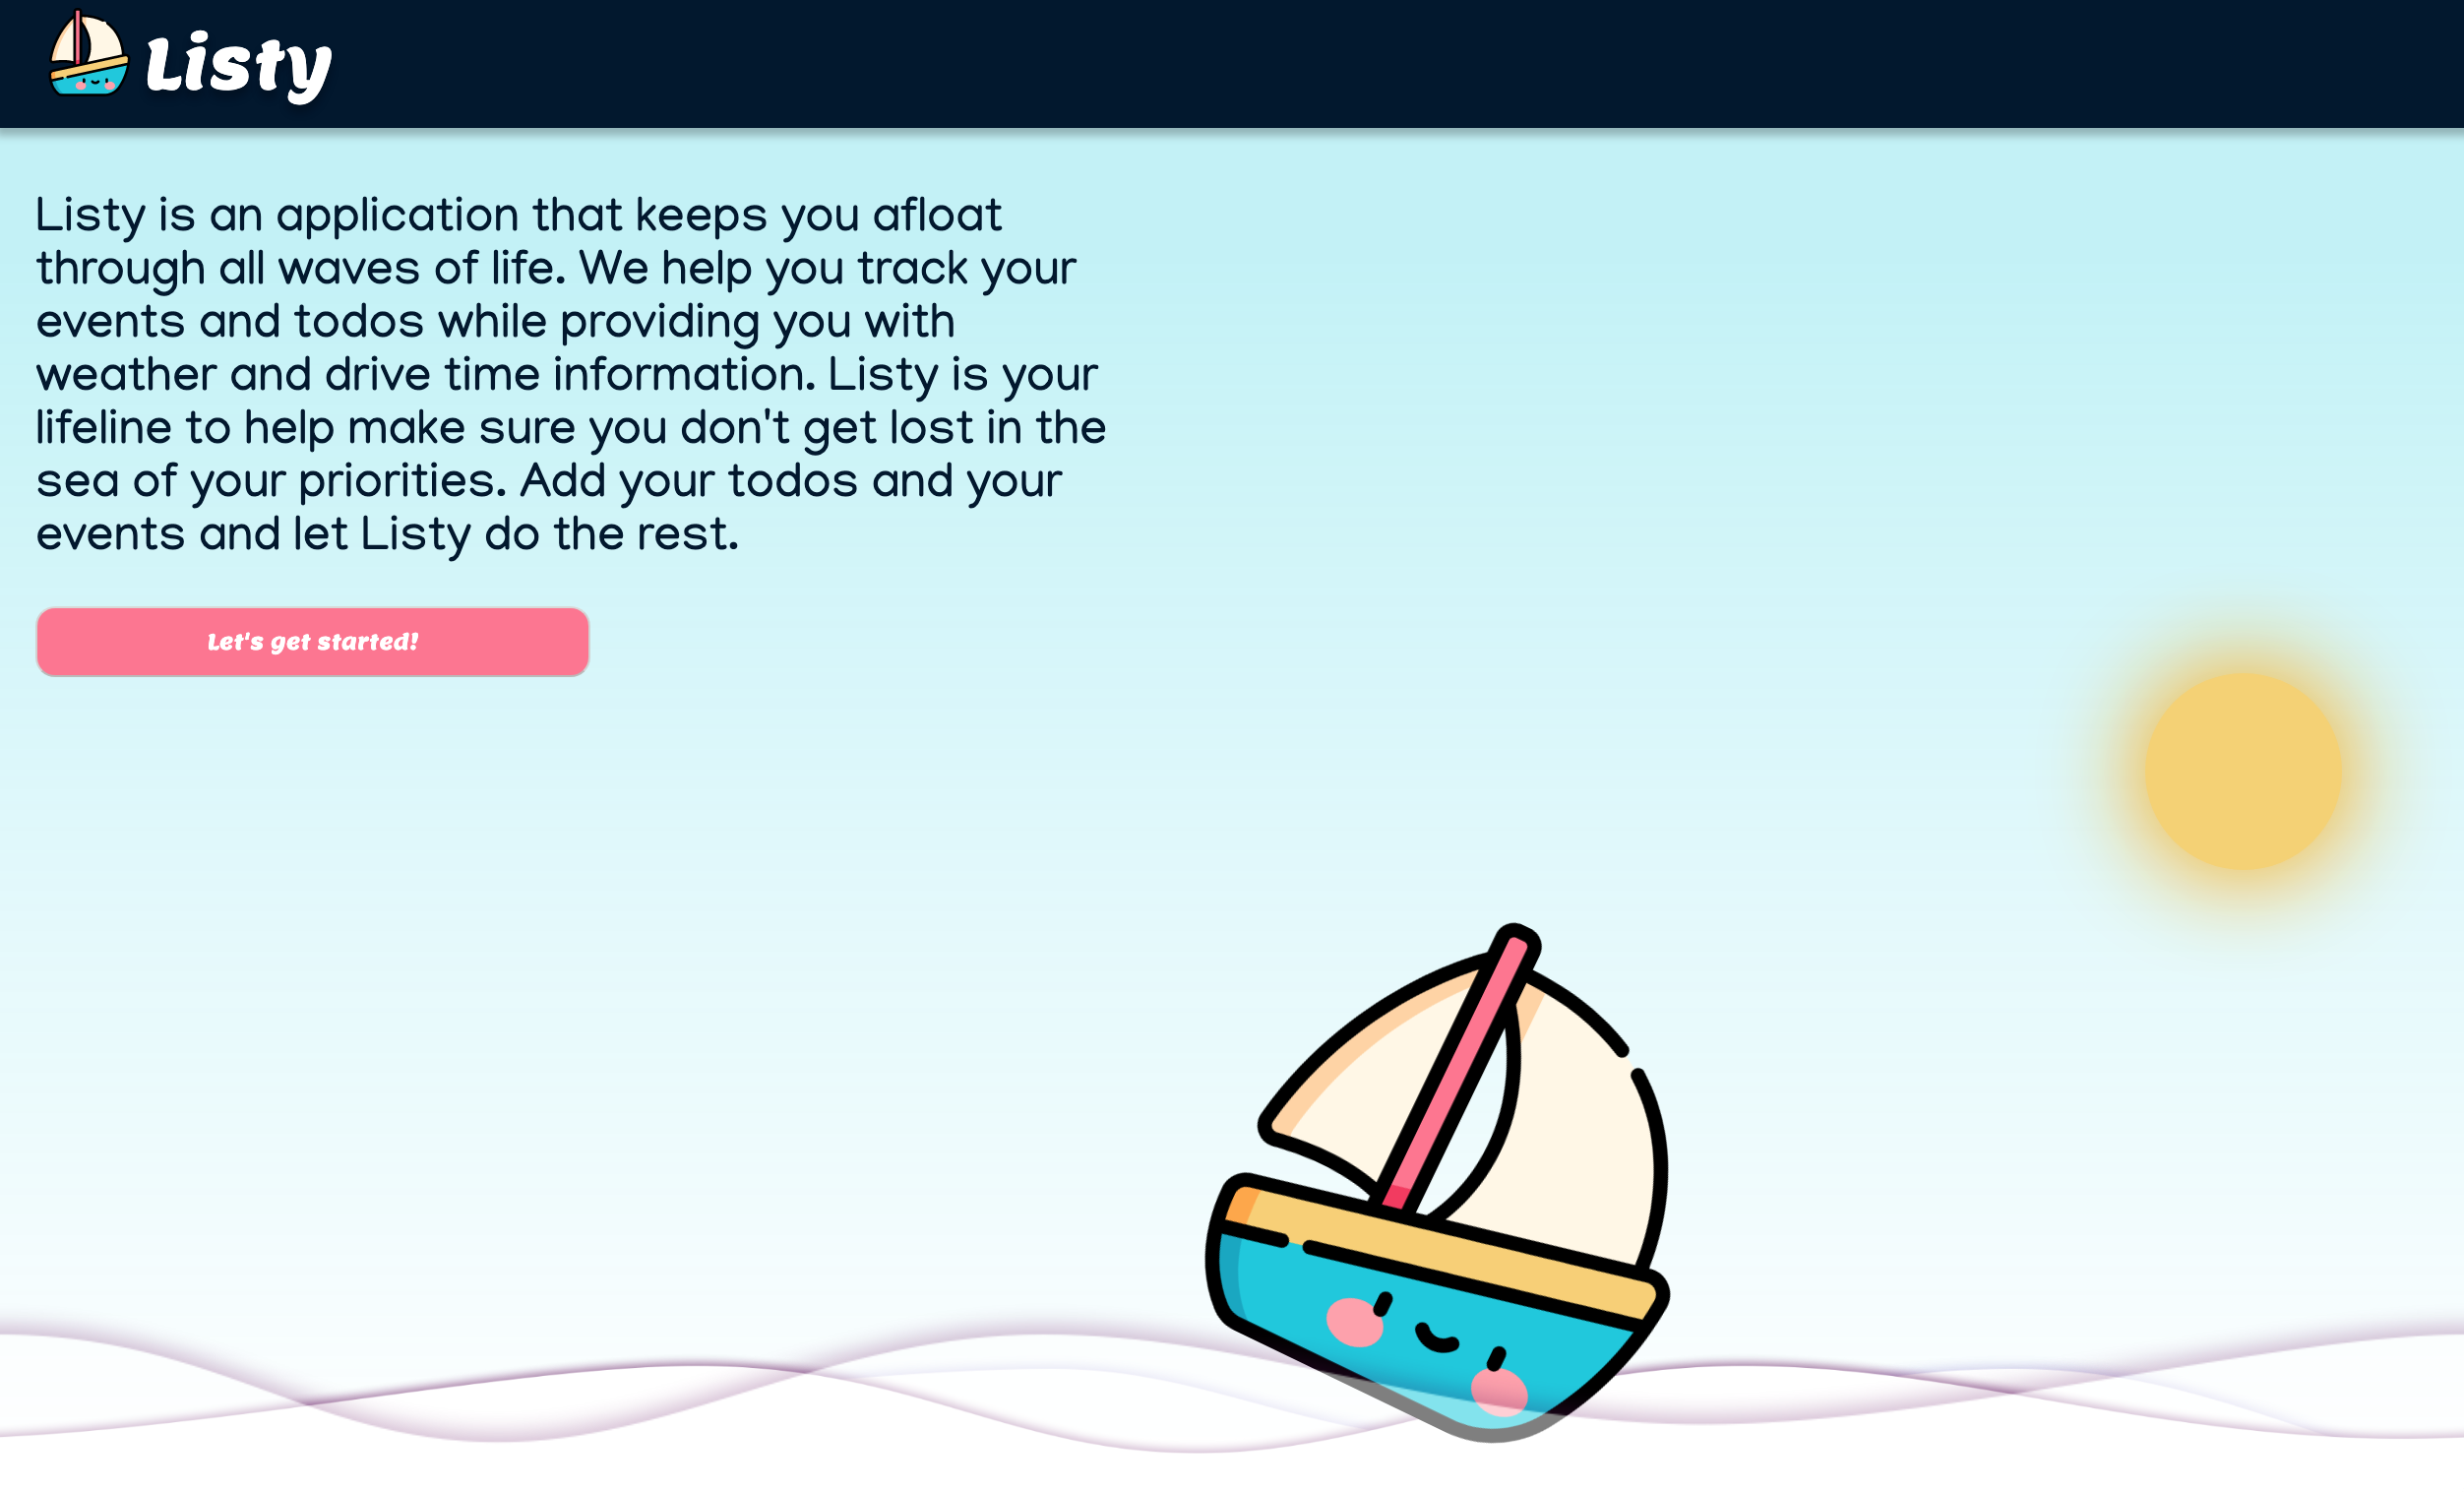 Listy
Listy is an application that keeps you afloat
through all waves of life. We help you track your
events and todos while providing you with
weather and drive time information. Listy is your
lifeline to help make sure you don't get lost in the
sea of your priorities. Add your todos and your
events and let Listy do the rest.
Let's get started!